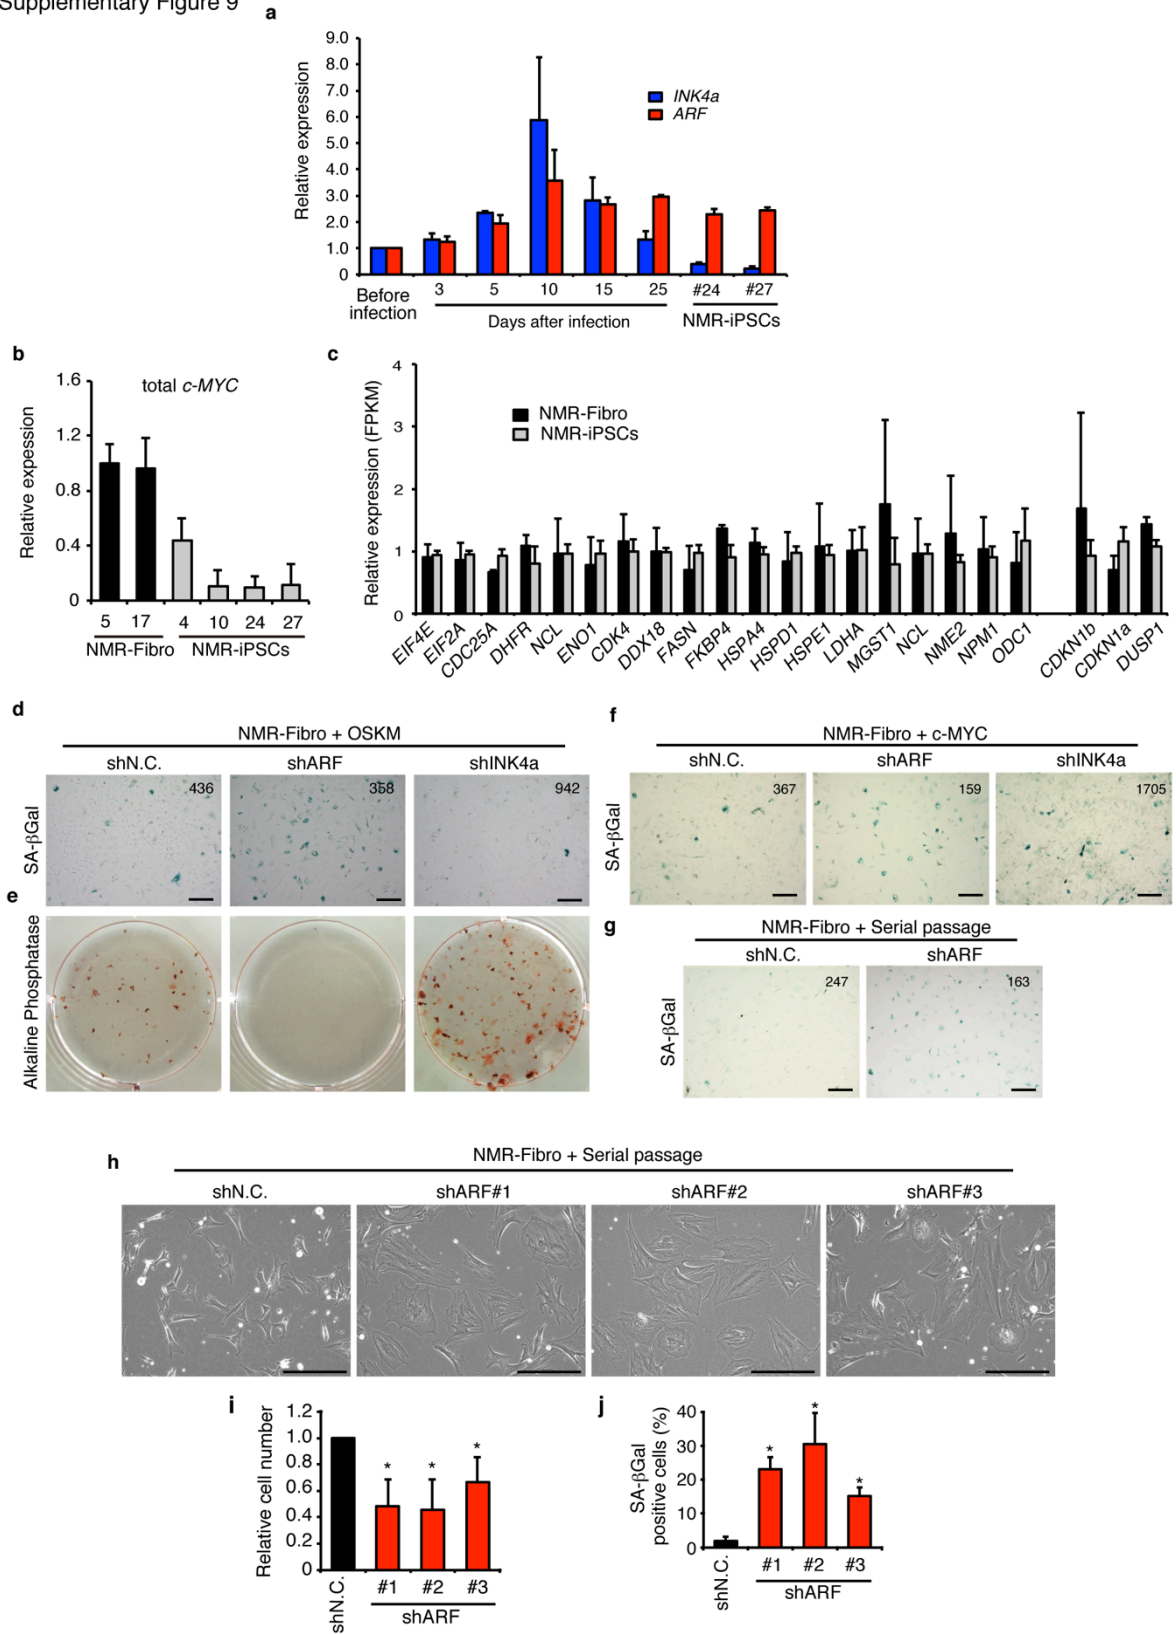 Supplementary Figure 9
a
9.0
8.0
7.0
6.0
5.0
4.0
3.0
2.0
1.0
0
Relative expression
INK4a
ARF
Before infection
3 5 10 15 25 #24 #27
Days after infection
NMR-iPSCs
b
total c-MYC
1.6
1.2
0.8
0.4
0
Relative expession
5 17 4 10 24 27
NMR-Fibro NMR-iPSCs
c
4
3
2
1
0
Relative expression (FPKM)
NMR-Fibro
NMR-iPSCs
EIF4E EIF2A CDC25A DHFR NCL ENO1 CDK4 DDX18 FASN FKBP4 HSPA4 HSPD1 HSPE1 LDHA MGST1 NCL NME2 NPM1 ODC1 CDKN1b CDKN1a DUSP1
d
NMR-Fibro + OSKM
shN.C. shARF shINK4a
SA-βGal
436 358 942
e
Alkaline Phosphatase
f
NMR-Fibro + c-MYC
shN.C. shARF shINK4a
SA-βGal
367 159 1705
g
NMR-Fibro + Serial passage
shN.C. shARF
SA-βGal
247 163
h
NMR-Fibro + Serial passage
shN.C. shARF#1 shARF#2 shARF#3
i
1.2
1.0
0.8
0.6
0.4
0.2
0
Relative cell number
* * *
shN.C. #1 #2 #3
shARF
j
40
30
20
10
0
SA-βGal
positive cells (%)
* * *
shN.C. #1 #2 #3
shARF